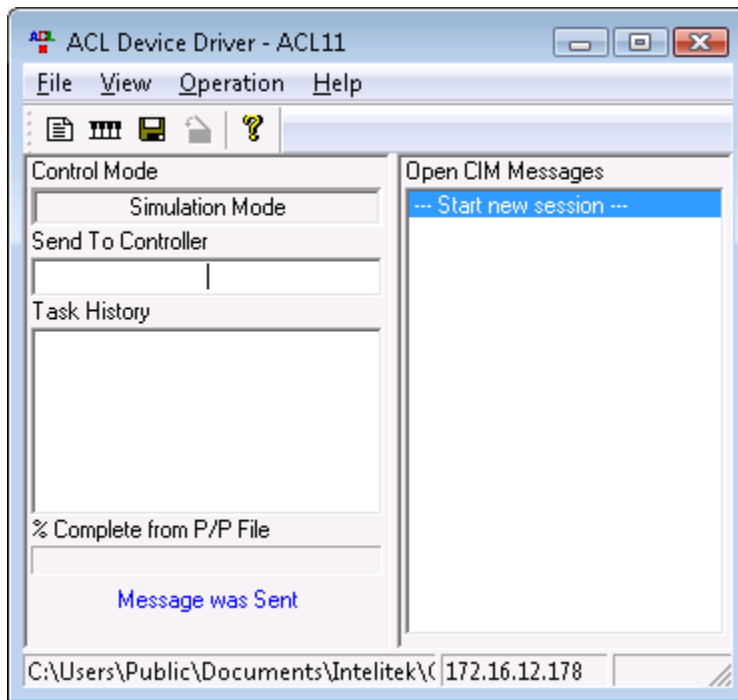 ACL Device Driver - ACL11
File View Operation Help
Control Mode
Simulation Mode
Send To Controller
Task History
% Complete from P/P File
Message was Sent
Open CIM Messages
--- Start new session ---
C:\Users\Public\Documents\Intelitek\( 172.16.12.178